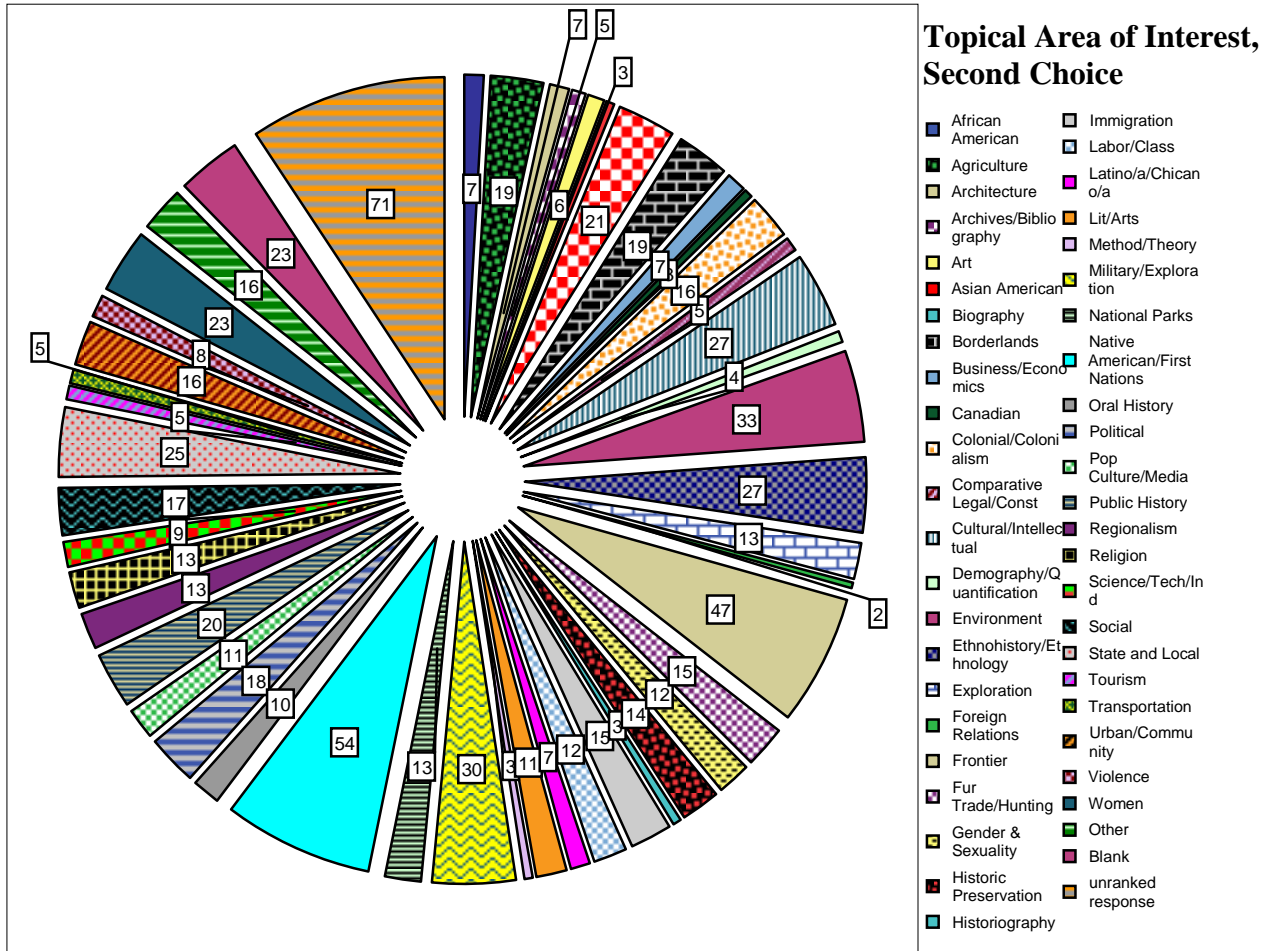 Topical Area of Interest,
Second Choice
7
19
7
5
6
3
21
19
7
16
5
27
4
33
27
13
2
47
15
12
14
3
15
12
7
11
3
30
13
54
10
18
11
20
13
13
9
17
25
5
5
16
8
23
16
23
71
African
American
Agriculture
Architecture
Archives/Biblio
graphy
Art
Asian American
Biography
Borderlands
Business/Econo
mics
Canadian
Colonial/Coloni
alism
Comparative
Legal/Const
Cultural/Intellec
tual
Demography/Q
uantification
Environment
Ethnohistory/Et
hnology
Exploration
Foreign
Relations
Frontier
Fur
Trade/Hunting
Gender &
Sexuality
Historic
Preservation
Historiography
Immigration
Labor/Class
Latino/a/Chican
o/a
Lit/Arts
Method/Theory
Military/Explora
tion
National Parks
Native
American/First
Nations
Oral History
Political
Pop
Culture/Media
Public History
Regionalism
Religion
Science/Tech/In
d
Social
State and Local
Tourism
Transportation
Urban/Commu
nity
Violence
Women
Other
Blank
unranked
response